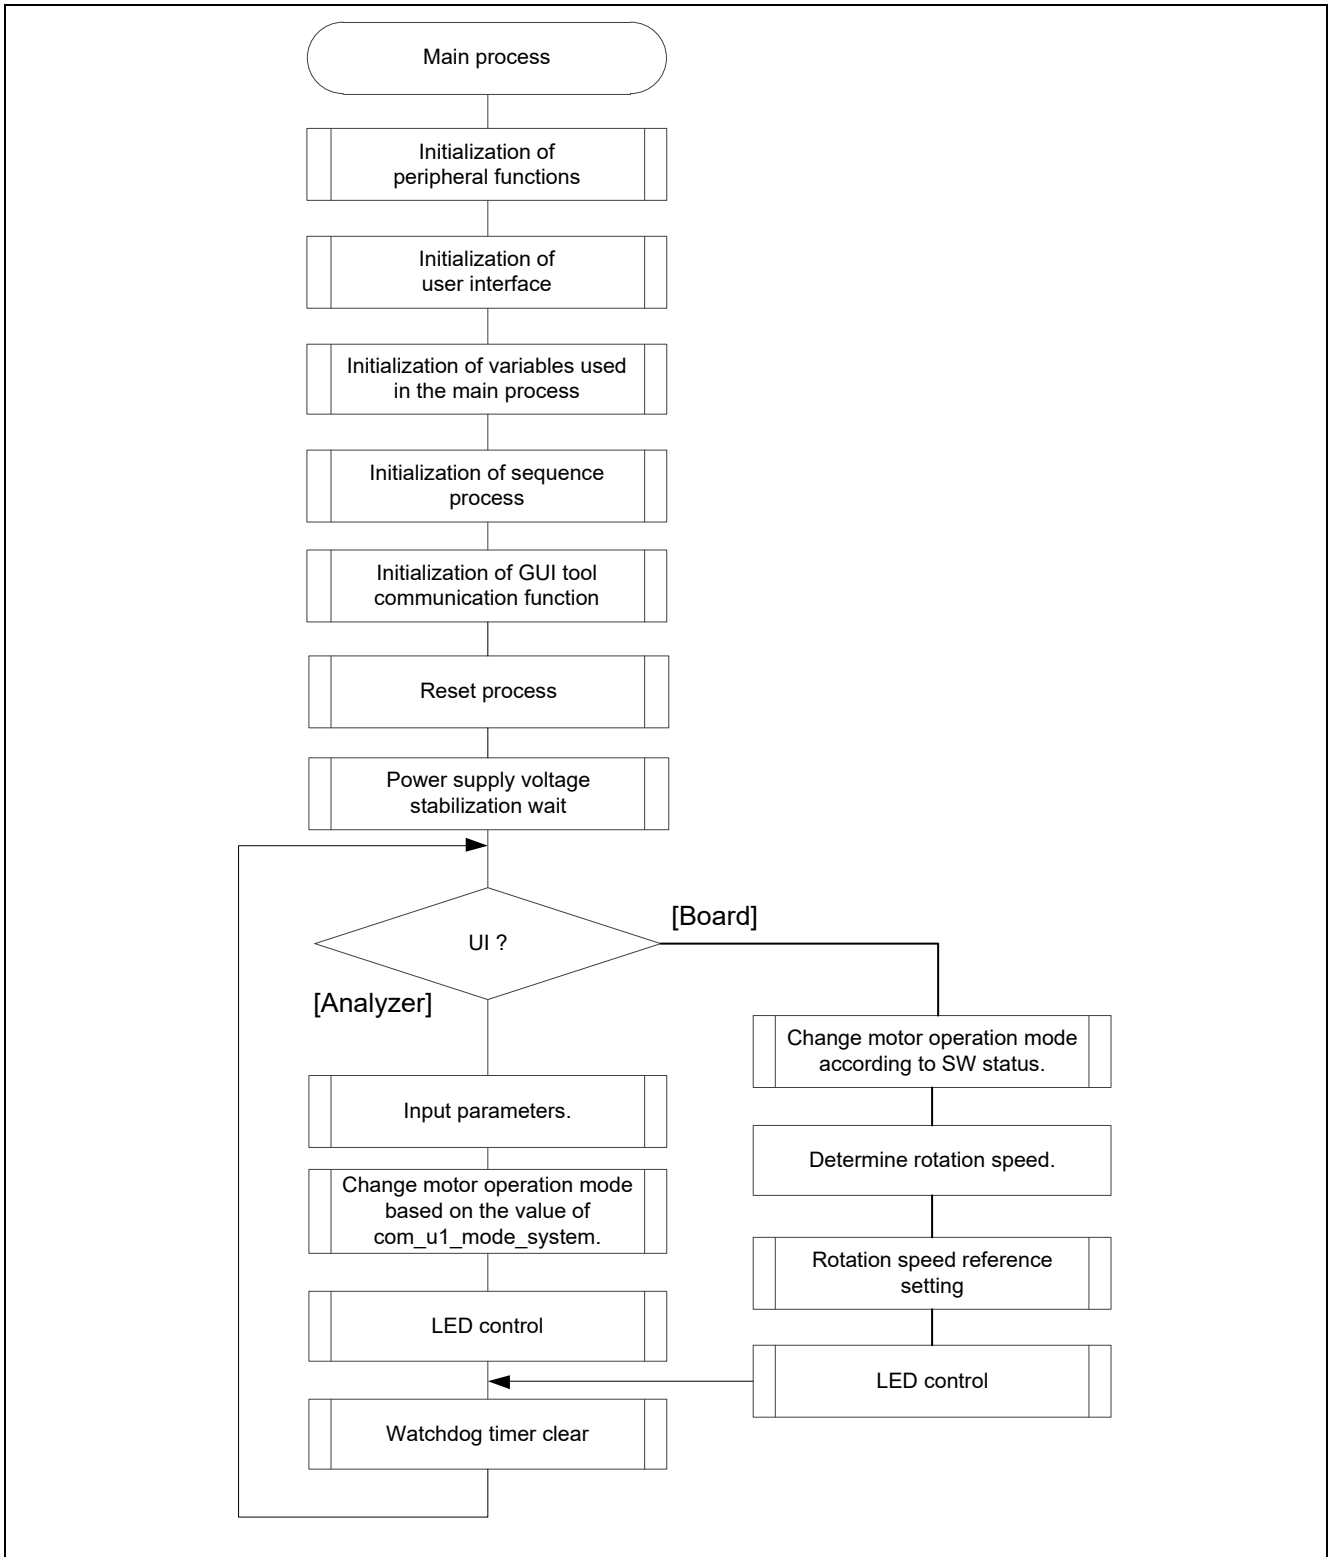 Main process
Initialization of
peripheral functions
Initialization of
user interface
Initialization of variables used
in the main process
Initialization of sequence
process
Initialization of GUI tool
communication function
Reset process
Power supply voltage
stabilization wait
UI ?
[Board]
[Analyzer]
Input parameters.
Change motor operation mode
based on the value of
com_u1_mode_system.
LED control
Change motor operation mode
according to SW status.
Determine rotation speed.
Rotation speed reference
setting
LED control
Watchdog timer clear